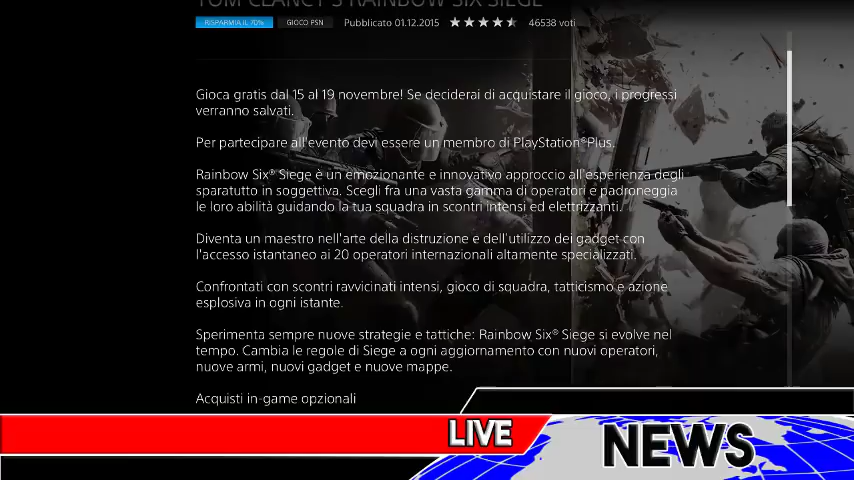 TOM CLANCY'S RAINBOW SIX SIEGE
RISPARMIA IL 70%
GIOCO PSN
Pubblicato 01.12.2015
46538 voti
Gioca gratis dal 15 al 19 novembre! Se deciderai di acquistare il gioco, i progressi
verranno salvati.
Per partecipare all'evento devi essere un membro di PlayStation®Plus.
Rainbow Six® Siege è un emozionante e innovativo approccio all'esperienza degli
sparatutto in soggettiva. Scegli fra una vasta gamma di operatori e padroneggia
le loro abilità guidando la tua squadra in scontri intensi ed elettrizzanti.
Diventa un maestro nell'arte della distruzione e dell'utilizzo dei gadget con
l'accesso istantaneo ai 20 operatori internazionali altamente specializzati.
Confrontati con scontri ravvicinati intensi, gioco di squadra, tatticismo e azione
esplosiva in ogni istante.
Sperimenta sempre nuove strategie e tattiche: Rainbow Six® Siege si evolve nel
tempo. Cambia le regole di Siege a ogni aggiornamento con nuovi operatori,
nuove armi, nuovi gadget e nuove mappe.
Acquisti in-game opzionali
LIVE
NEWS